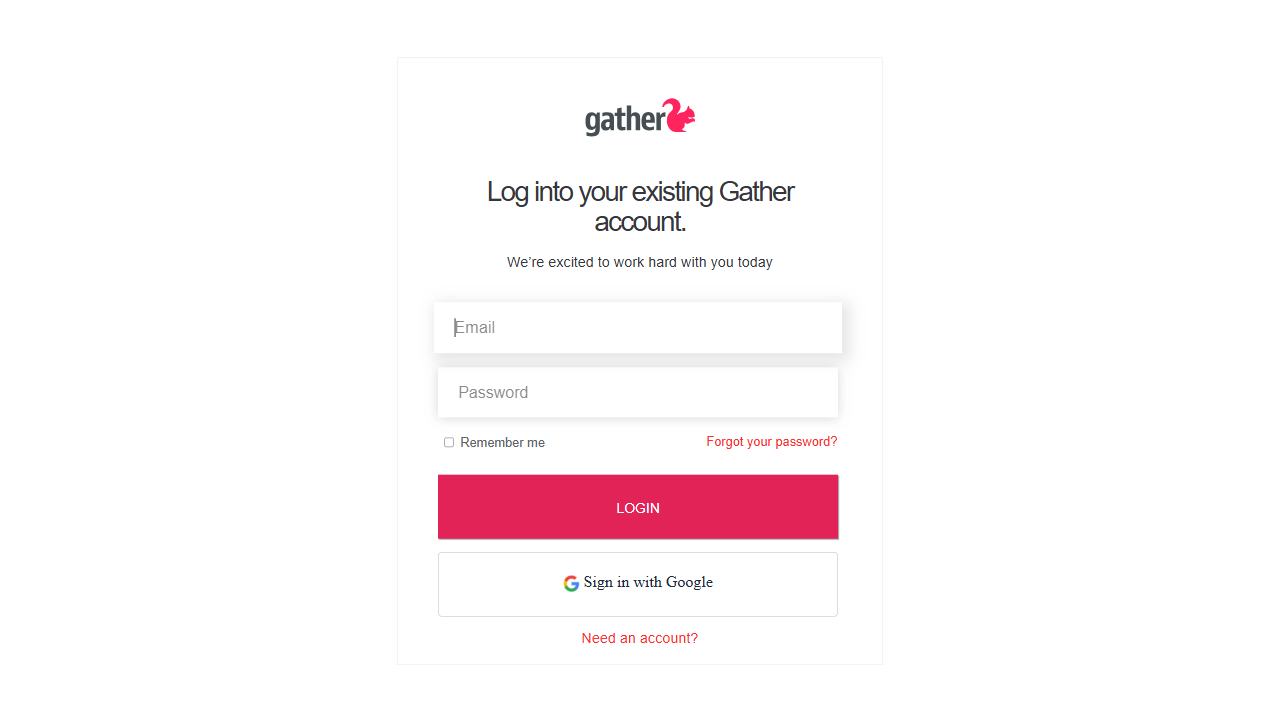 gather
Log into your existing Gather
account.
We’re excited to work hard with you today
Email
Password
Remember me
Forgot your password?
LOGIN
Sign in with Google
Need an account?